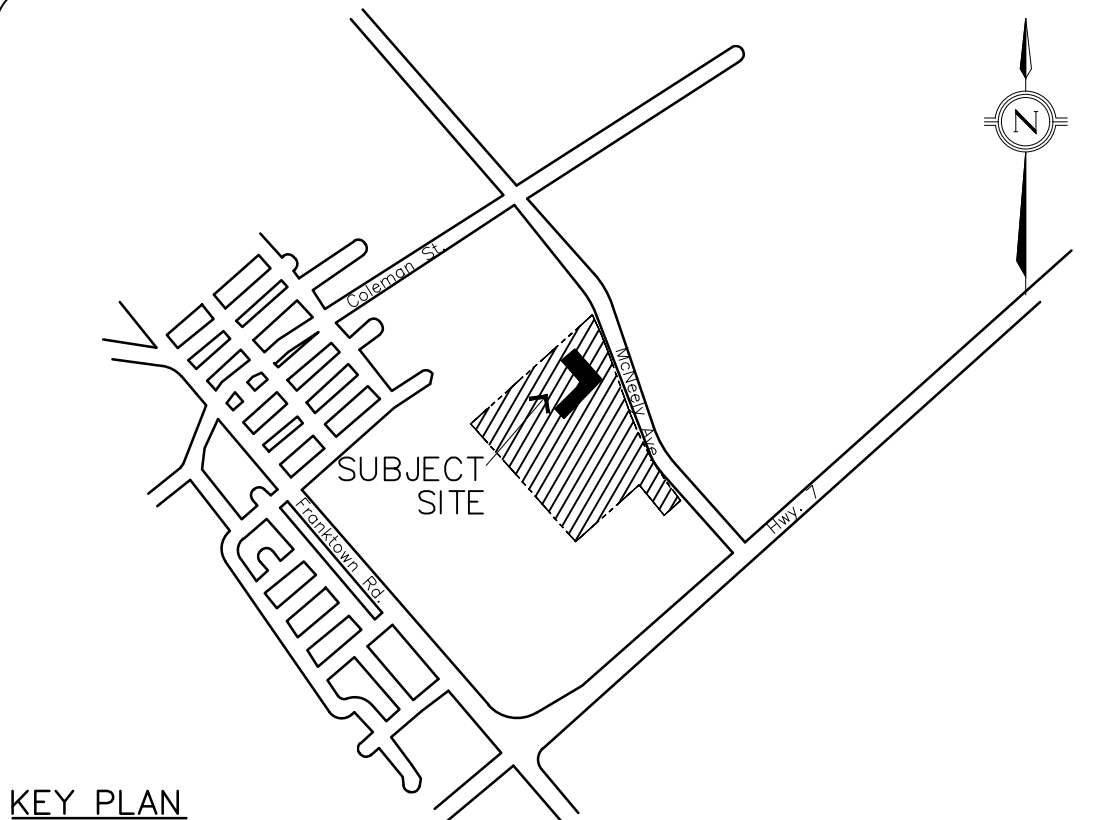 N
Coleman St.
McNeely Ave
SUBJECT
SITE
Hwy. 7
Franktown Rd.
KEY PLAN